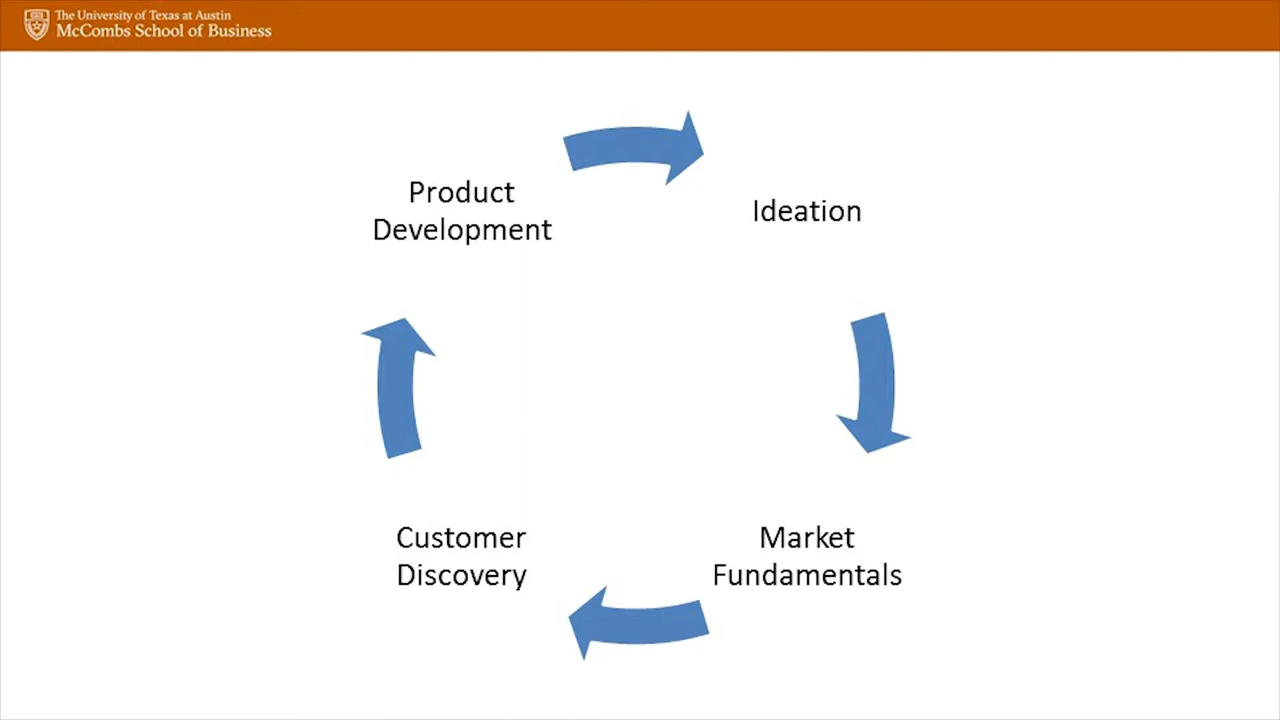 The University of Texas at Austin
McCombs School of Business
Product
Development
Ideation
Customer
Discovery
Market
Fundamentals